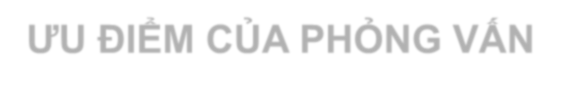 ƯU ĐIỂM CỦA PHỎNG VẤN